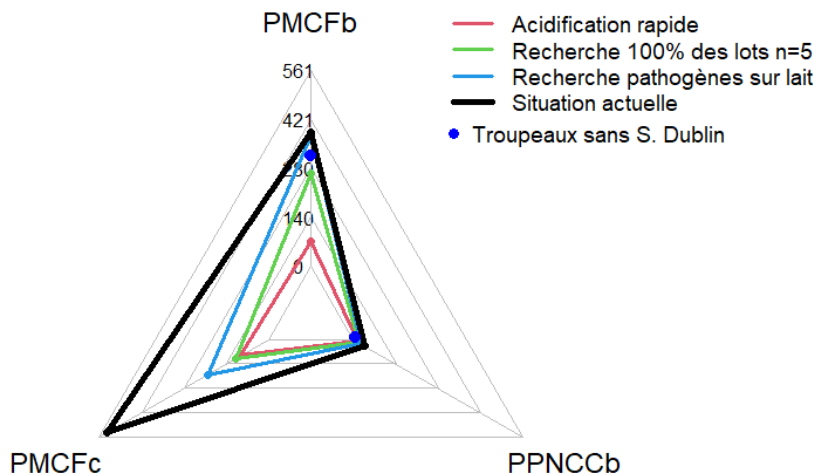 PMCFb
Acidification rapide
Recherche 100% des lots n=5
Recherche pathogènes sur lait
Situation actuelle
Troupeaux sans S. Dublin
561
421
280
140
0
PMCFc
PPNCCb